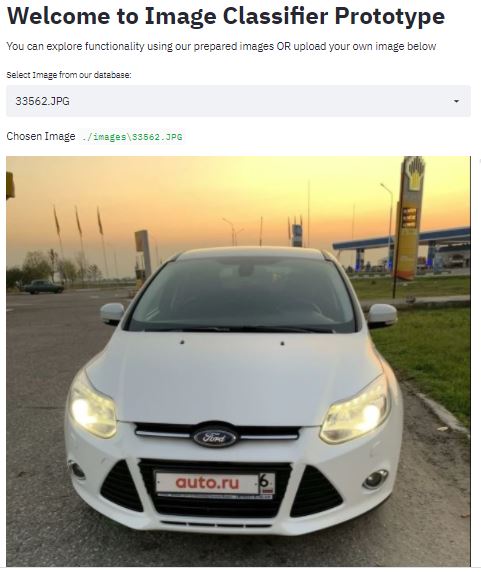 Welcome to Image Classifier Prototype
You can explore functionality using our prepared images OR upload your own image below
Select Image from our database:
33562.JPG
Chosen Image ./images\33562.JPG
Ford
auto.ru 6